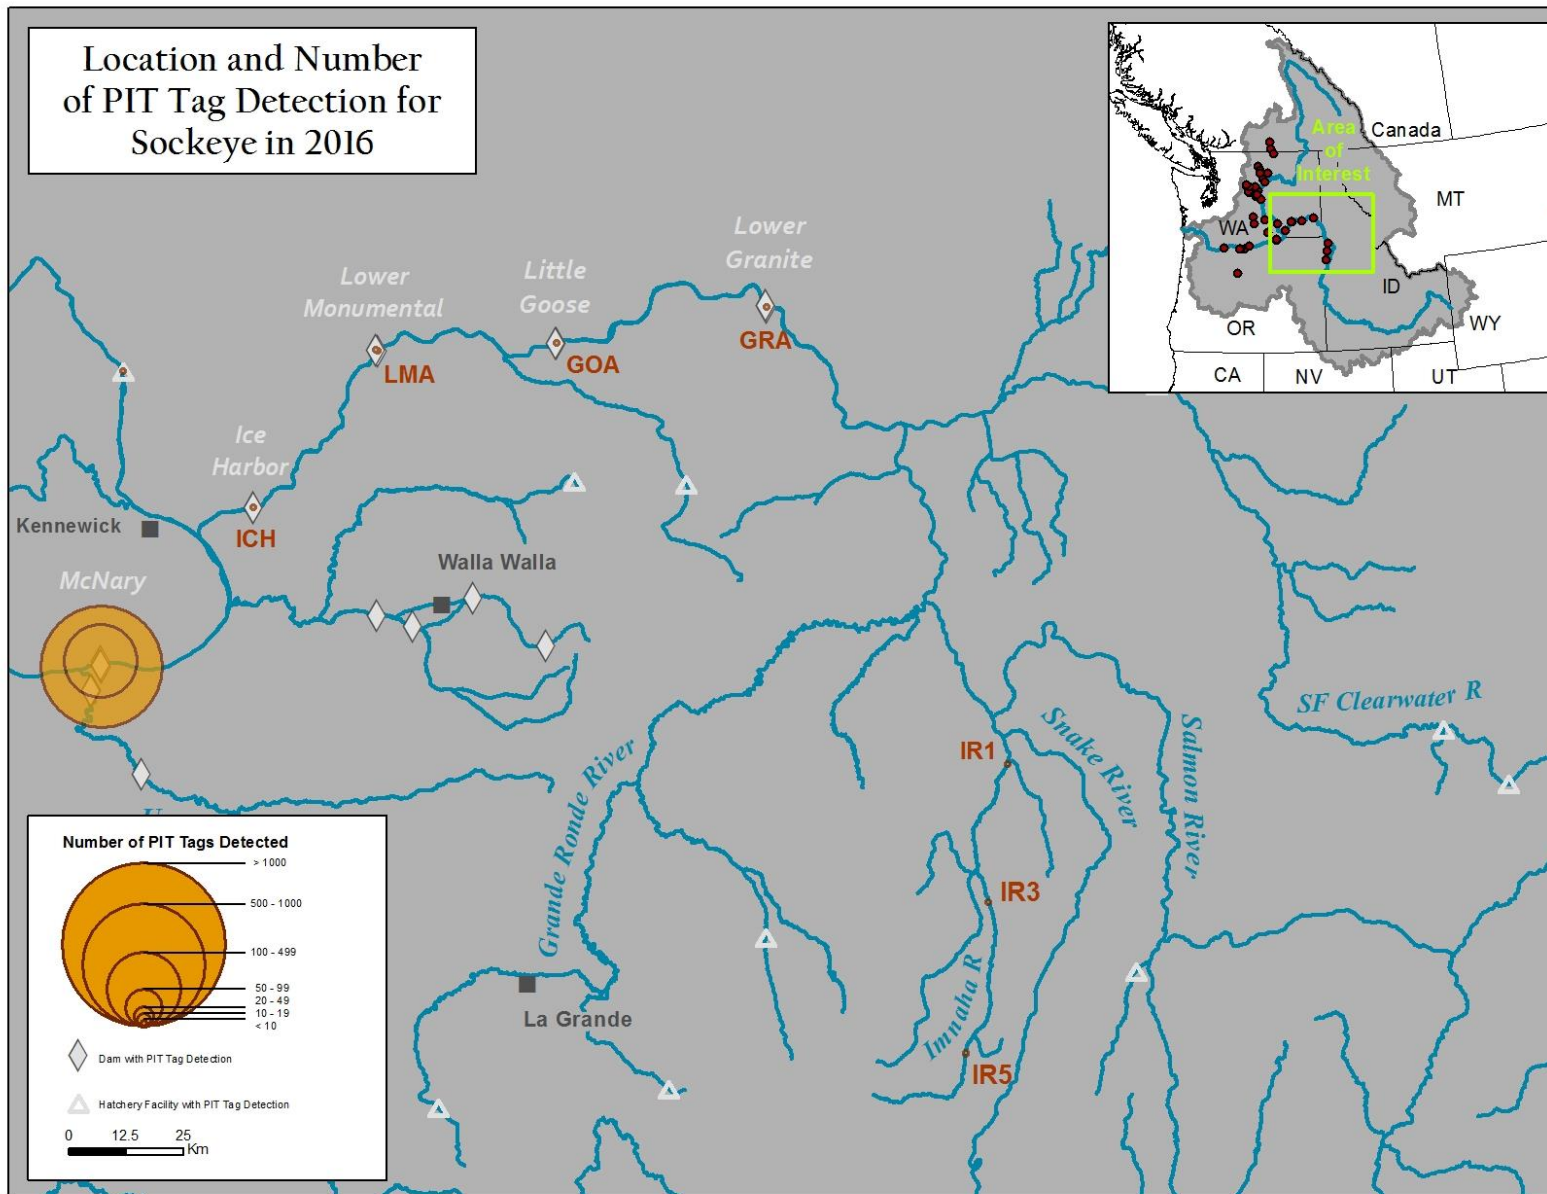 Location and Number
of PIT Tag Detection for
Sockeye in 2016
Area
of
Interest
Canada
MT
WA
ID
OR
WY
CA
NV
UT
Lower
Granite
Lower
Monumental
Little
Goose
GRA
GOA
LMA
Ice
Harbor
ICH
Kennewick
McNary
Walla Walla
SF Clearwater R
Snake River
Salmon River
IR1
Grande Ronde River
IR3
Imnaha R
IR5
La Grande
Number of PIT Tags Detected
> 1000
500 - 1000
100 - 499
50 - 99
20 - 49
10 - 19
< 10
Dam with PIT Tag Detection
Hatchery Facility with PIT Tag Detection
0 12.5 25
Km